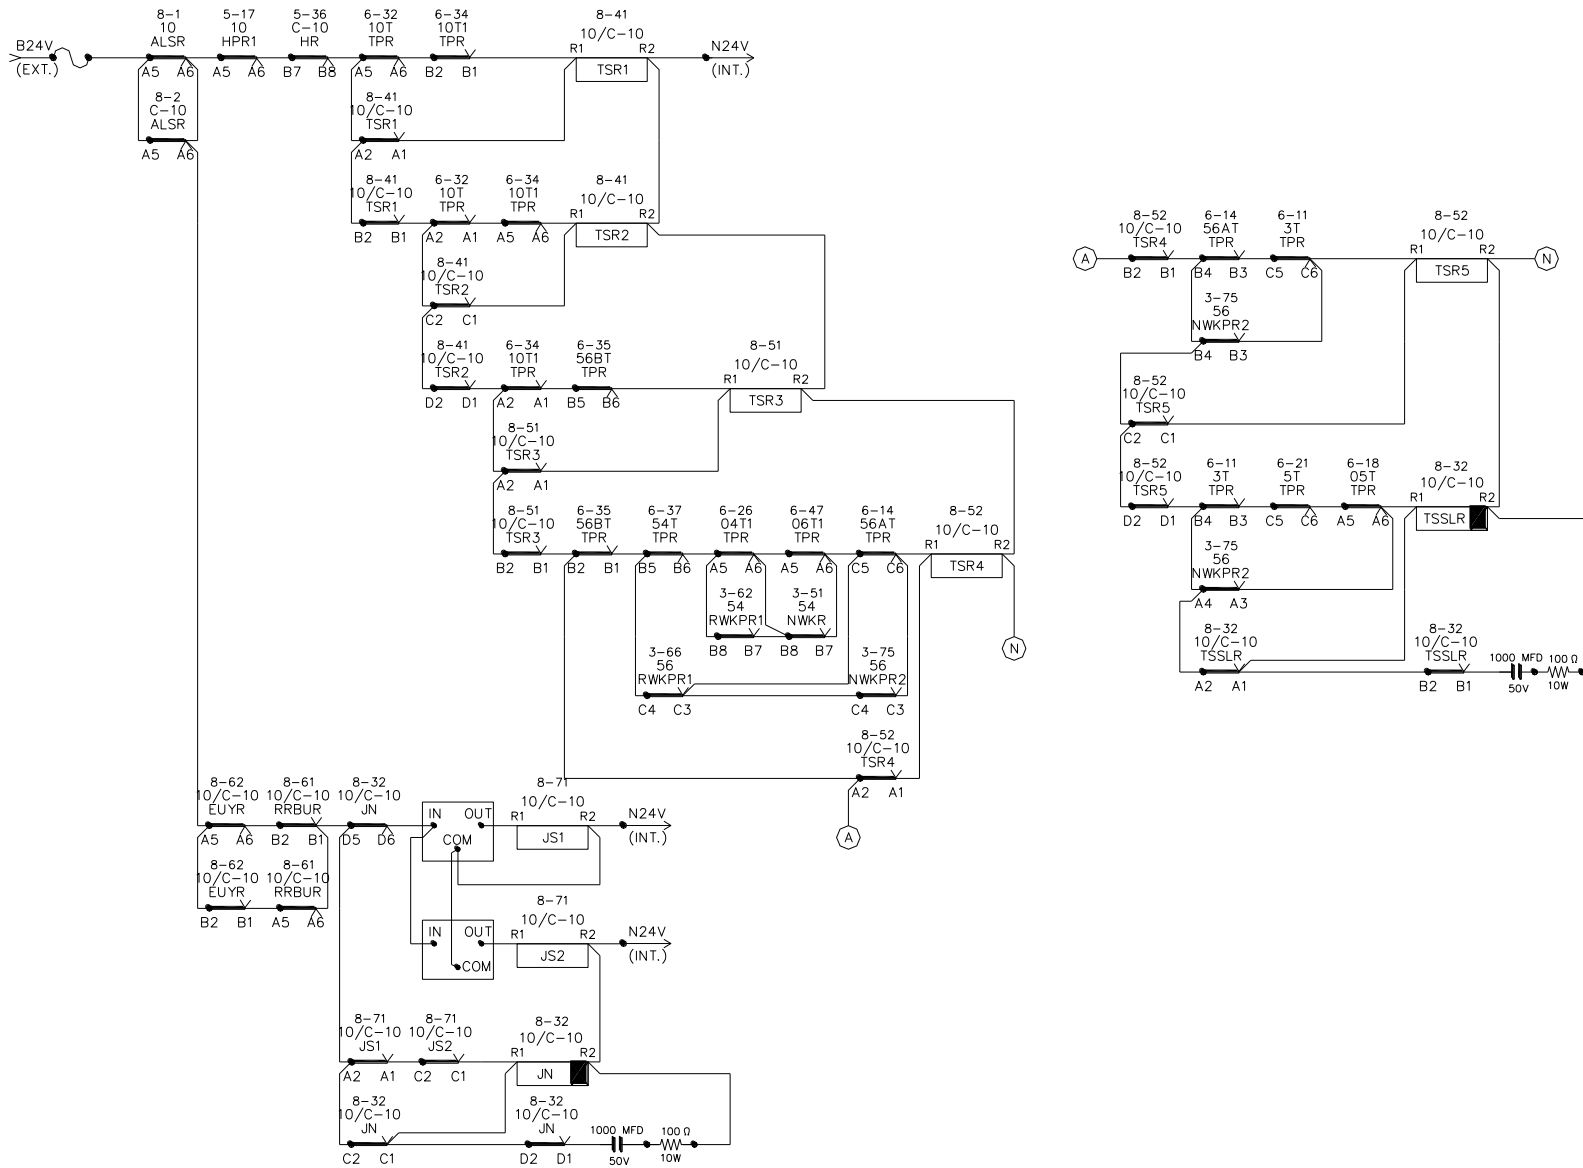 B24V
(EXT.)
8-1
10
ALSR
A5 A6
5-17
10
HPR1
A5 A6
5-36
C-10
HR
B7 B8
6-32
10T
TPR
A5 A6
6-34
10T1
TPR
B2 B1
8-41
10/C-10
R1 R2
TSR1
N24V
(INT.)
8-2
C-10
ALSR
A5 A6
8-41
10/C-10
TSR1
A2 A1
8-41
10/C-10
TSR1
B2 B1
6-32
10T
TPR
A2 A1
6-34
10T1
TPR
A5 A6
8-41
10/C-10
R1 R2
TSR2
8-41
10/C-10
TSR2
C2 C1
8-41
10/C-10
TSR2
D2 D1
6-34
10T1
TPR
A2 A1
6-35
56BT
TPR
B5 B6
8-51
10/C-10
R1 R2
TSR3
8-51
10/C-10
TSR3
A2 A1
8-51
10/C-10
TSR3
B2 B1
6-35
56BT
TPR
B2 B1
6-37
54T
TPR
B5 B6
6-26
04T1
TPR
A5 A6
6-47
06T1
TPR
A5 A6
6-14
56AT
TPR
C5 C6
8-52
10/C-10
R1 R2
TSR4
N
3-62
54
RWKPR1
B8 B7
3-51
54
NWKR
B8 B7
3-66
56
RWKPR1
C4 C3
3-75
56
NWKPR2
C4 C3
8-52
10/C-10
TSR4
A2 A1
A
A
8-52
10/C-10
TSR4
B2 B1
6-14
56AT
TPR
B4 B3
6-11
3T
TPR
C5 C6
8-52
10/C-10
R1 R2
TSR5
N
3-75
56
NWKPR2
B4 B3
8-52
10/C-10
TSR5
C2 C1
8-52
10/C-10
TSR5
D2 D1
6-11
3T
TPR
B4 B3
6-21
5T
TPR
C5 C6
6-18
05T
TPR
A5 A6
8-32
10/C-10
R1 R2
TSSLR
3-75
56
NWKPR2
A4 A3
8-32
10/C-10
TSSLR
A2 A1
8-32
10/C-10
TSSLR
B2 B1
1000 MFD
50V
100 Ω
10W
8-62
10/C-10
EUYR
A5 A6
8-61
10/C-10
RRBUR
B2 B1
8-32
10/C-10
JN
D5 D6
IN OUT
COM
8-71
10/C-10
R1 R2
JS1
N24V
(INT.)
8-62
10/C-10
EUYR
B2 B1
8-61
10/C-10
RRBUR
A5 A6
IN OUT
COM
8-71
10/C-10
R1 R2
JS2
N24V
(INT.)
8-71
10/C-10
JS1
A2 A1
8-71
10/C-10
JS2
C2 C1
8-32
10/C-10
R1 R2
JN
8-32
10/C-10
JN
C2 C1
8-32
10/C-10
JN
D2 D1
1000 MFD
50V
100 Ω
10W